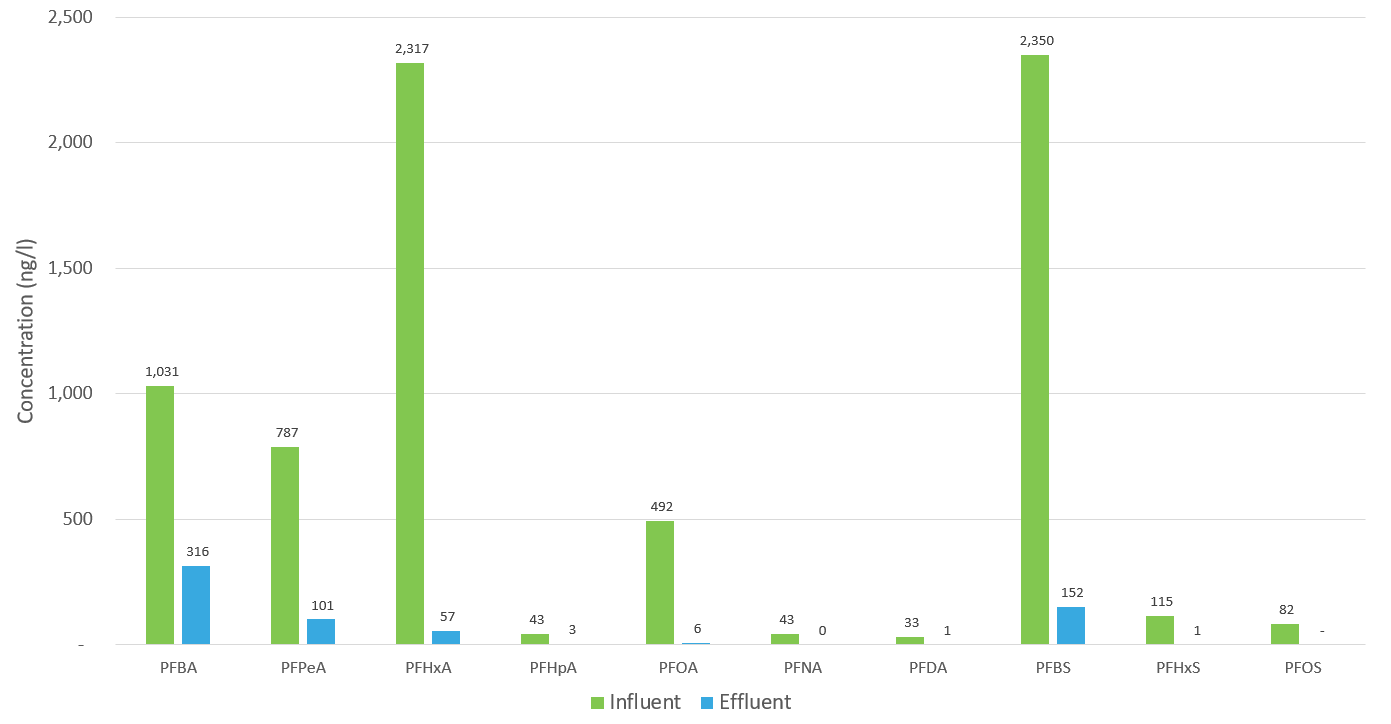 Concentration (ng/l)
2,500
2,000
1,500
1,000
500
-
1,031
316
787
101
2,317
57
43
3
492
6
43
0
33
1
2,350
152
115
1
82
-
PFBA
PFPeA
PFHxA
PFHpA
PFOA
PFNA
PFDA
PFBS
PFHxS
PFOS
Influent
Effluent